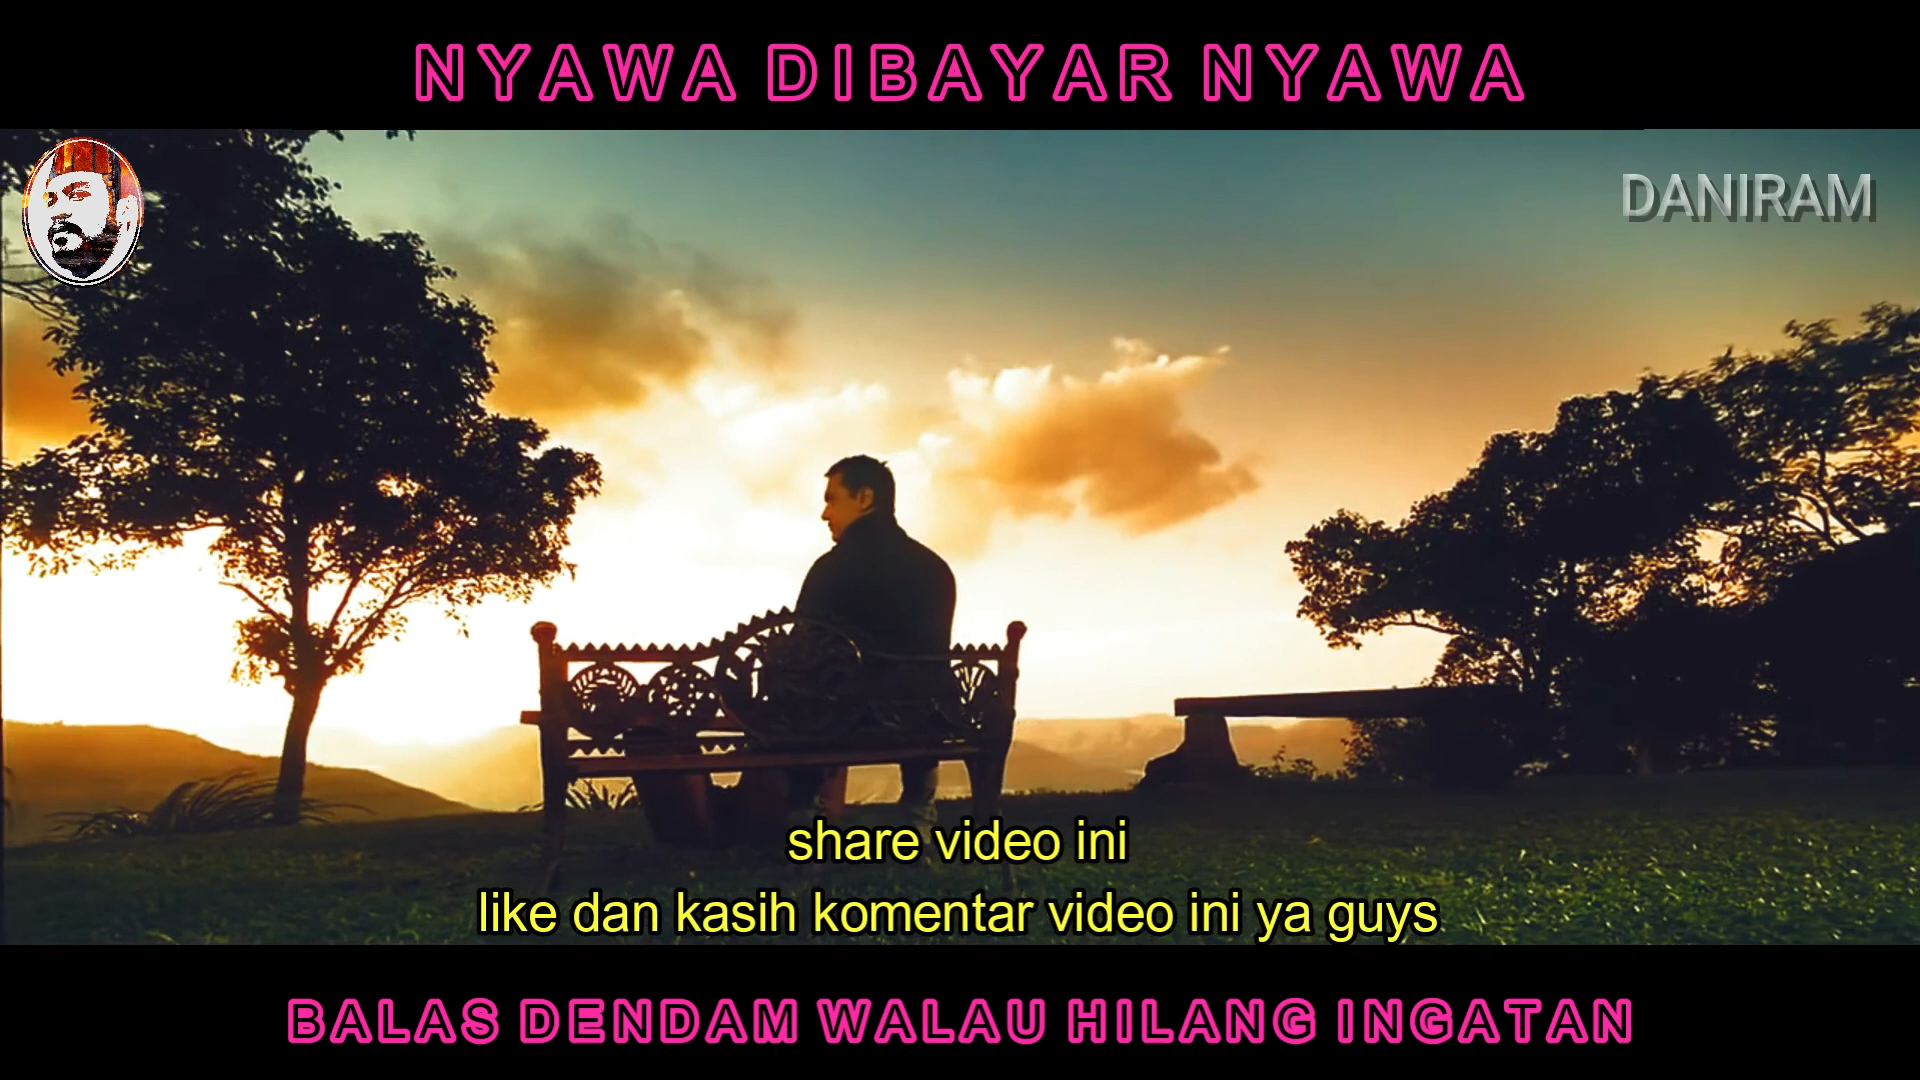 NYAWA DIBAYAR NYAWA
DANIRAM
share video ini
like dan kasih komentar video ini ya guys
BALAS DENDAM WALAU HILANG INGATAN